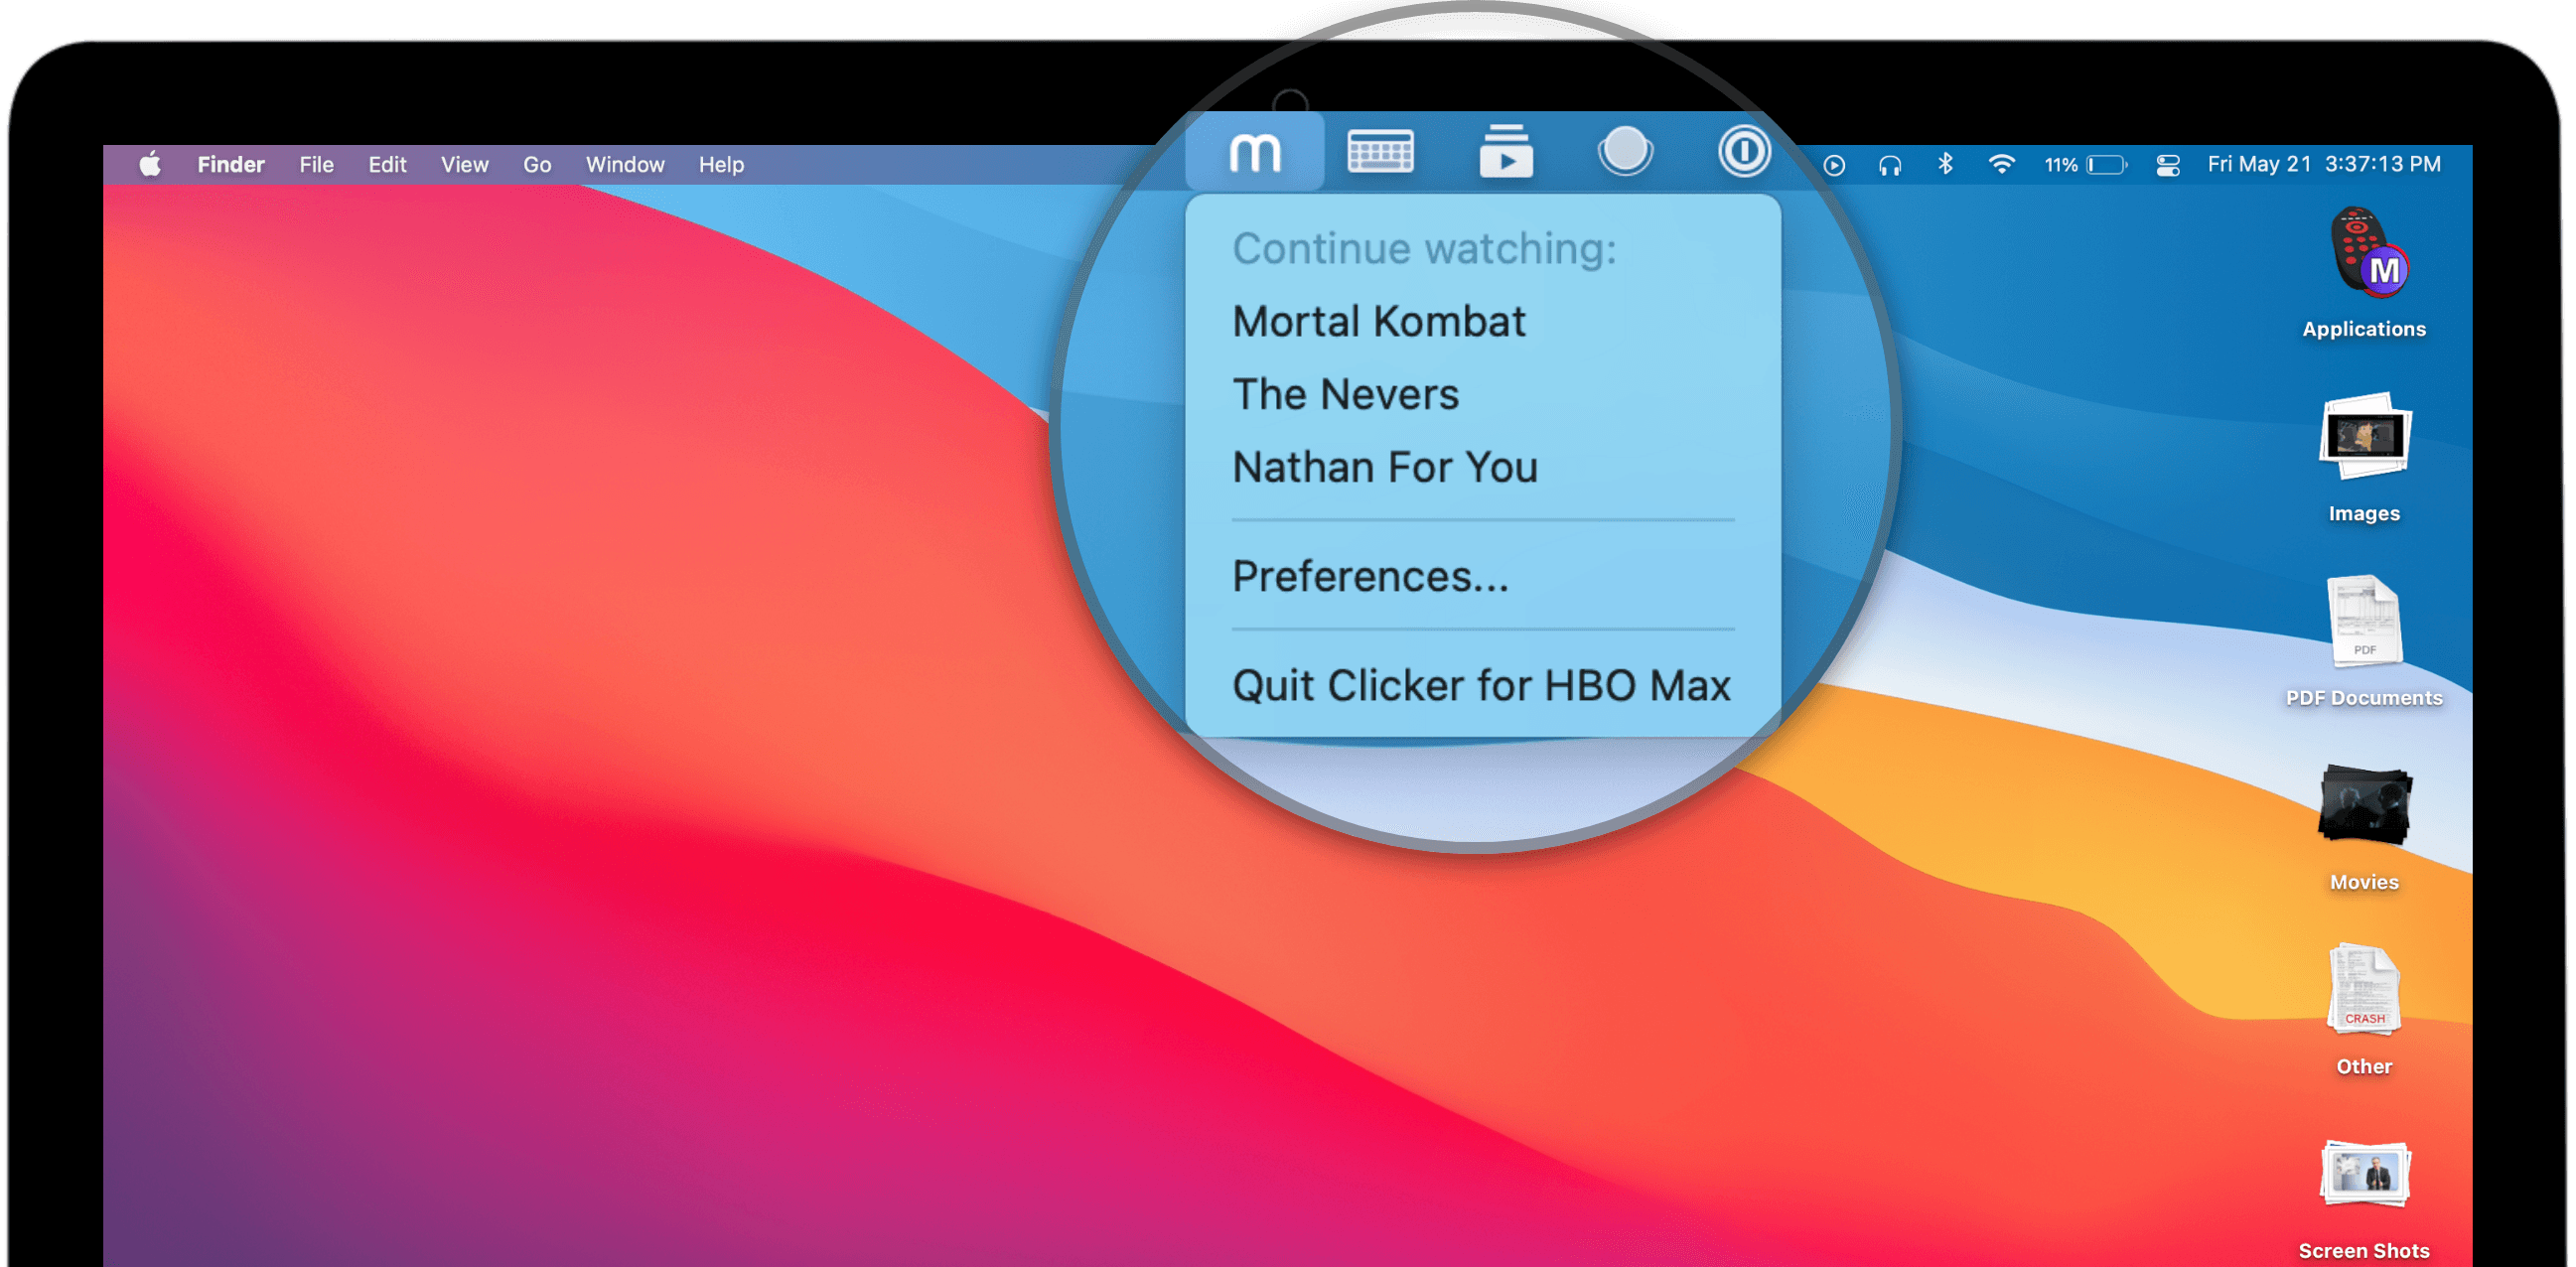 Finder File Edit View Go Window Help
m
11% Fri May 21 3:37:13 PM
Continue watching:
Mortal Kombat
The Nevers
Nathan For You
Preferences...
Quit Clicker for HBO Max
M
Applications
Images
PDF
PDF Documents
Movies
CRASH
Other
Screen Shots